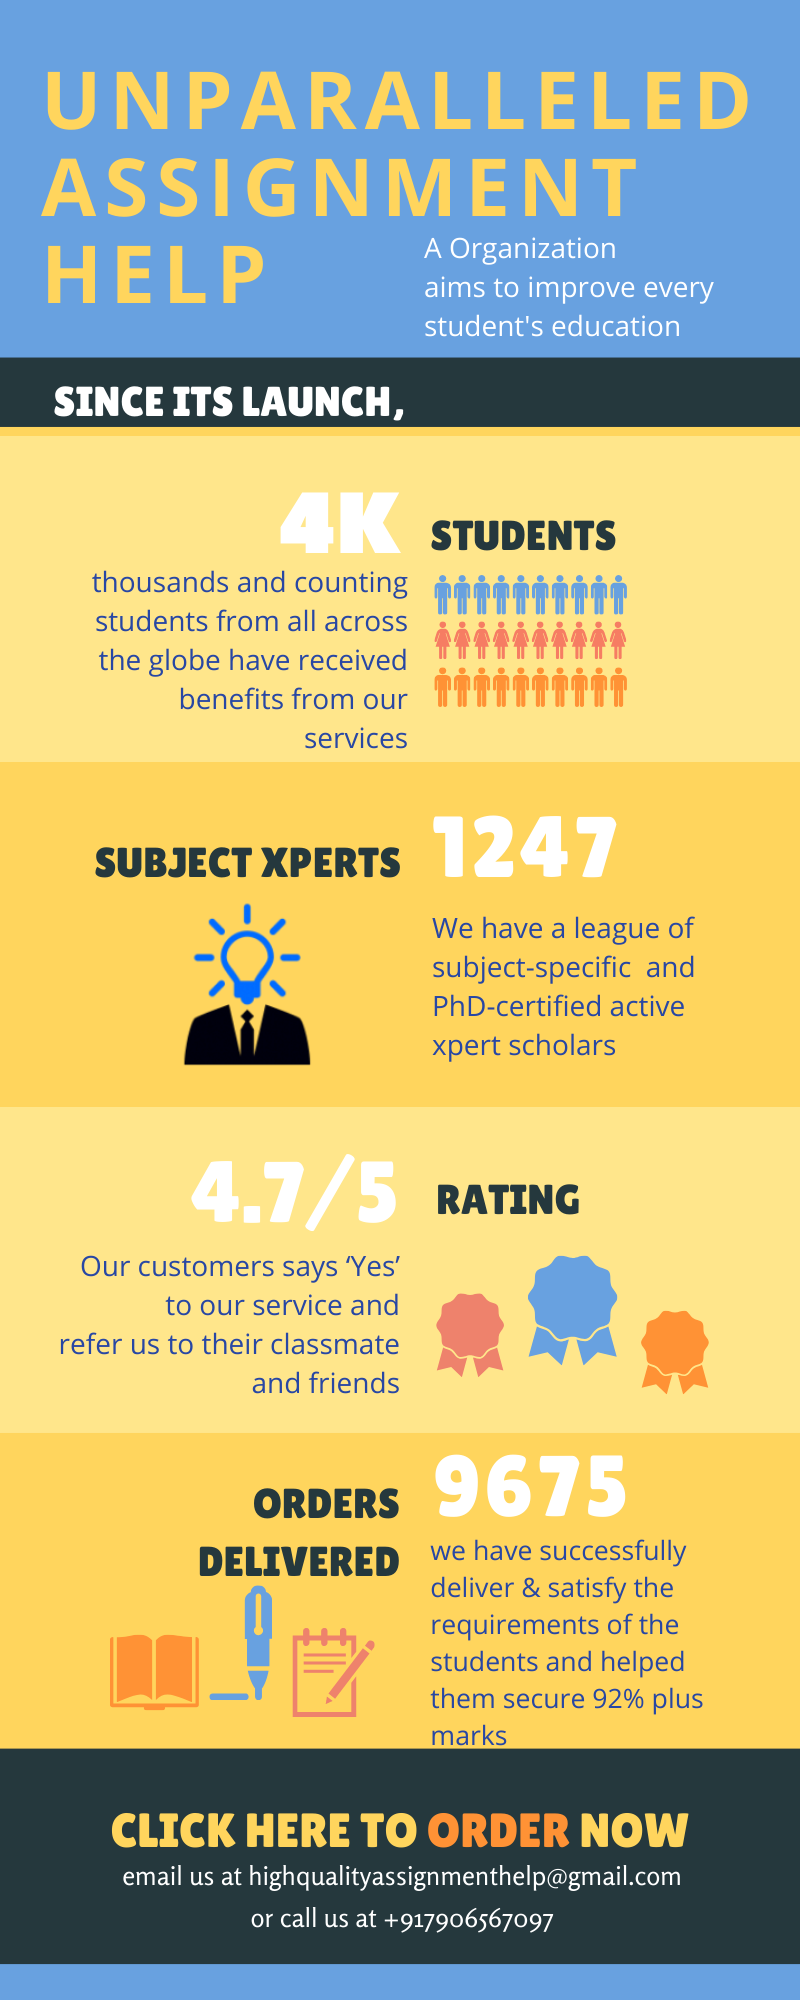 UNPARALLELED
ASSIGNMENT
HELP
A Organization
aims to improve every
student's education
SINCE ITS LAUNCH,
4K
STUDENTS
thousands and counting
students from all across
the globe have received
benefits from our
services
SUBJECT XPERTS
1247
We have a league of
subject-specific  and
PhD-certified active
xpert scholars
4.7/5
RATING
Our customers says ‘Yes’
to our service and
refer us to their classmate
and friends
ORDERS
DELIVERED
9675
we have successfully
deliver & satisfy the
requirements of the
students and helped
them secure 92% plus
marks
CLICK HERE TO ORDER NOW
email us at highqualityassignmenthelp@gmail.com
or call us at +917906567097